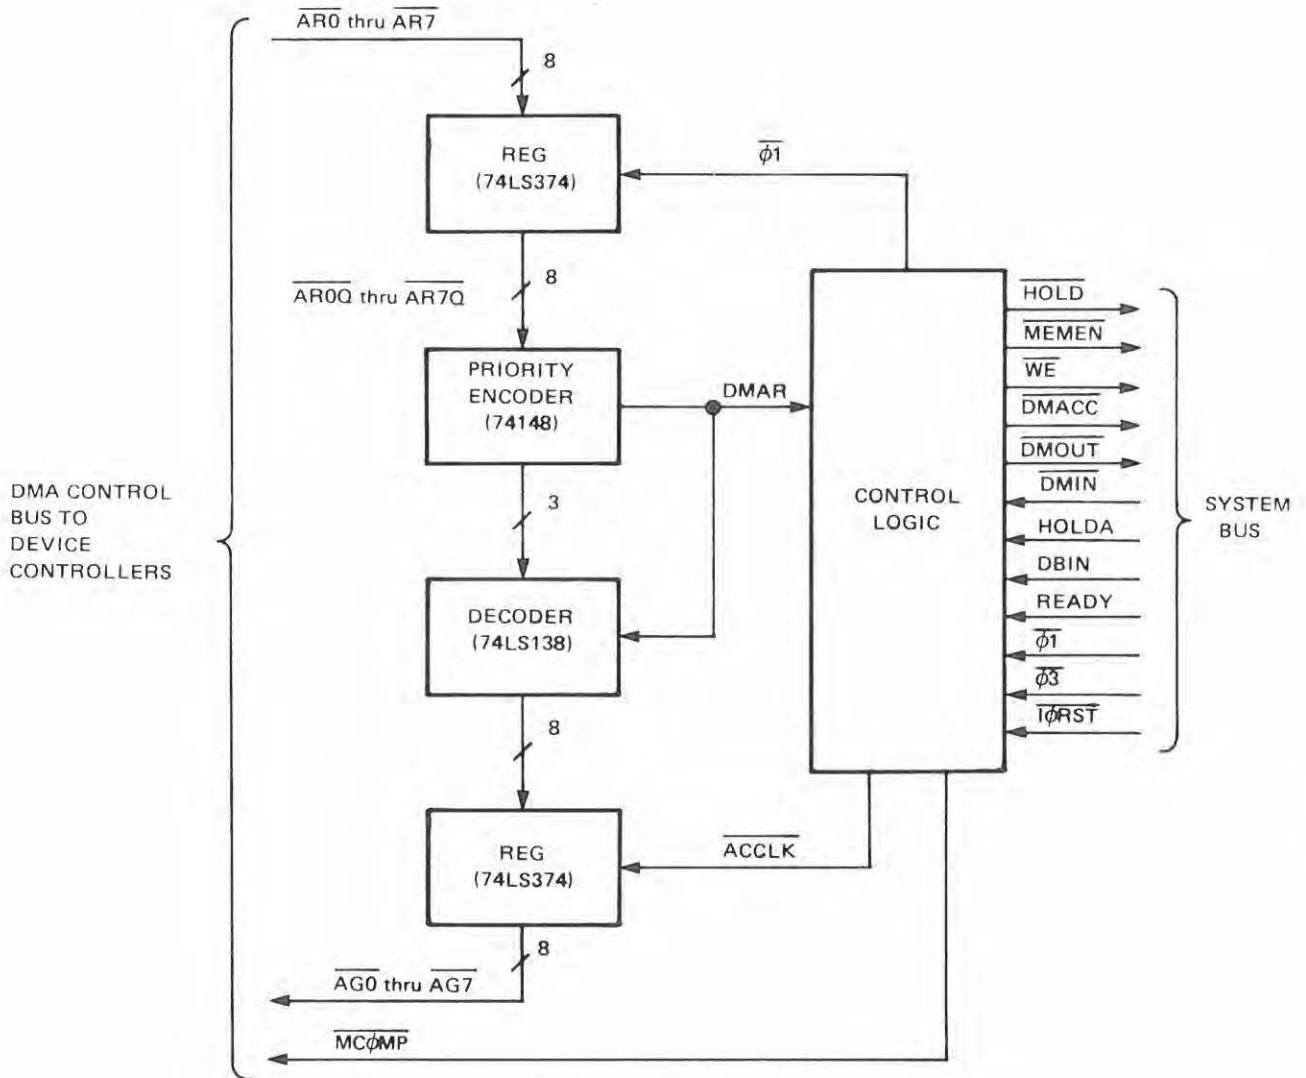 AR0 thru AR7
8
REG
(74LS374)
ϕ1
8
AR0Q thru AR7Q
PRIORITY
ENCODER
(74148)
DMAR
3
DECODER
(74LS138)
8
REG
(74LS374)
ACCLK
8
AG0 thru AG7
MCϕMP
DMA CONTROL
BUS TO
DEVICE
CONTROLLERS
CONTROL
LOGIC
HOLD
MEMEN
WE
DMACC
DMOUT
DMIN
HOLDA
DBIN
READY
ϕ1
ϕ3
IϕRST
SYSTEM
BUS